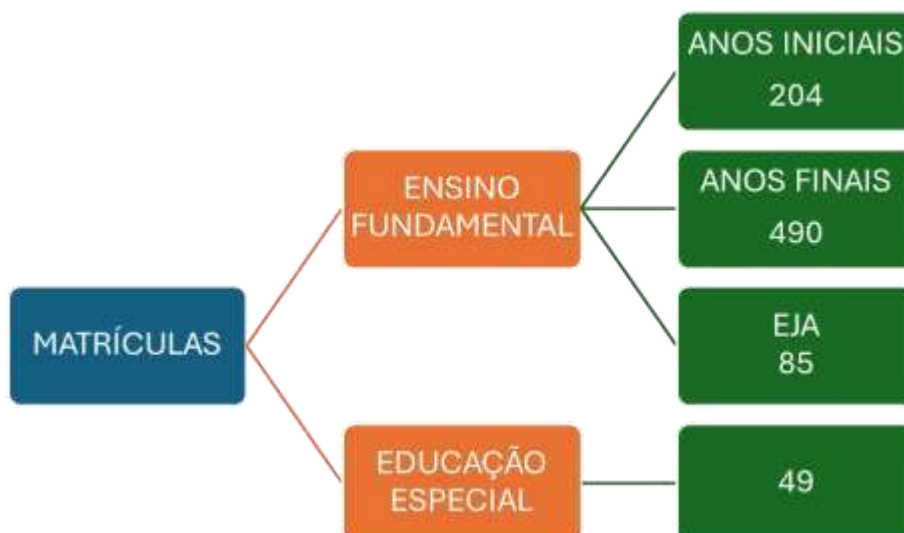 MATRÍCULAS
ENSINO
FUNDAMENTAL
ANOS INICIAIS
204
ANOS FINAIS
490
EJA
85
EDUCAÇÃO
ESPECIAL
49